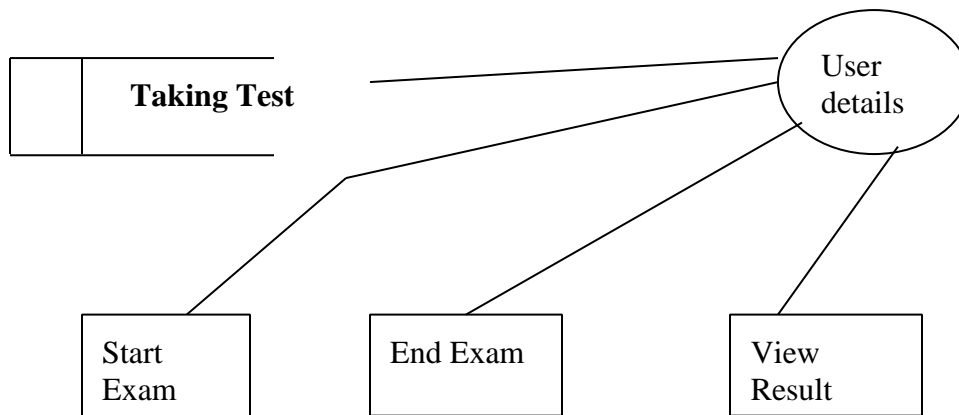 Taking Test
User
details
Start
Exam
End Exam
View
Result